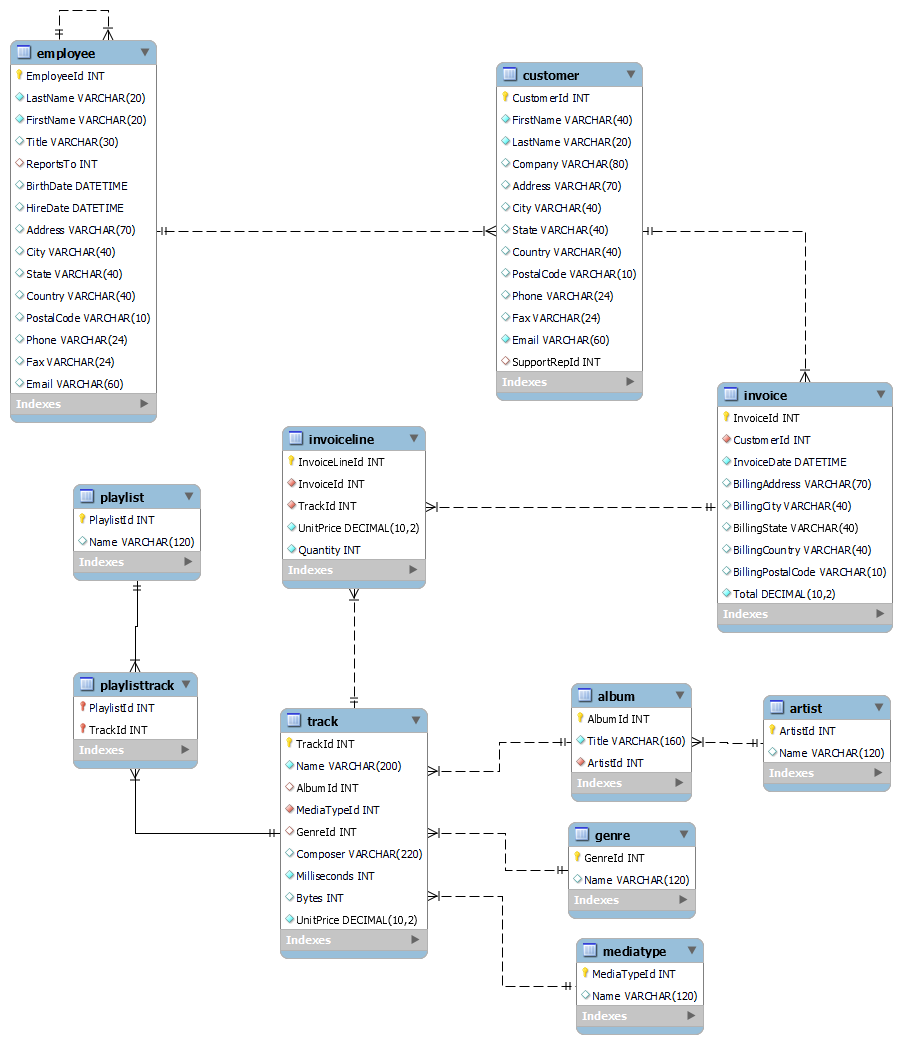 employee
EmployeeId INT
LastName VARCHAR(20)
FirstName VARCHAR(20)
Title VARCHAR(30)
ReportsTo INT
BirthDate DATETIME
HireDate DATETIME
Address VARCHAR(70)
City VARCHAR(40)
State VARCHAR(40)
Country VARCHAR(40)
PostalCode VARCHAR(10)
Phone VARCHAR(24)
Fax VARCHAR(24)
Email VARCHAR(60)
Indexes
customer
CustomerId INT
FirstName VARCHAR(40)
LastName VARCHAR(20)
Company VARCHAR(80)
Address VARCHAR(70)
City VARCHAR(40)
State VARCHAR(40)
Country VARCHAR(40)
PostalCode VARCHAR(10)
Phone VARCHAR(24)
Fax VARCHAR(24)
Email VARCHAR(60)
SupportRepId INT
Indexes
invoice
InvoiceId INT
CustomerId INT
InvoiceDate DATETIME
BillingAddress VARCHAR(70)
BillingCity VARCHAR(40)
BillingState VARCHAR(40)
BillingCountry VARCHAR(40)
BillingPostalCode VARCHAR(10)
Total DECIMAL(10,2)
Indexes
invoiceline
InvoiceLineId INT
InvoiceId INT
TrackId INT
UnitPrice DECIMAL(10,2)
Quantity INT
Indexes
playlist
PlaylistId INT
Name VARCHAR(120)
Indexes
playlisttrack
PlaylistId INT
TrackId INT
Indexes
track
TrackId INT
Name VARCHAR(200)
AlbumId INT
MediaTypeId INT
GenreId INT
Composer VARCHAR(220)
Milliseconds INT
Bytes INT
UnitPrice DECIMAL(10,2)
Indexes
album
AlbumId INT
Title VARCHAR(160)
ArtistId INT
Indexes
artist
ArtistId INT
Name VARCHAR(120)
Indexes
genre
GenreId INT
Name VARCHAR(120)
Indexes
mediatype
MediaTypeId INT
Name VARCHAR(120)
Indexes